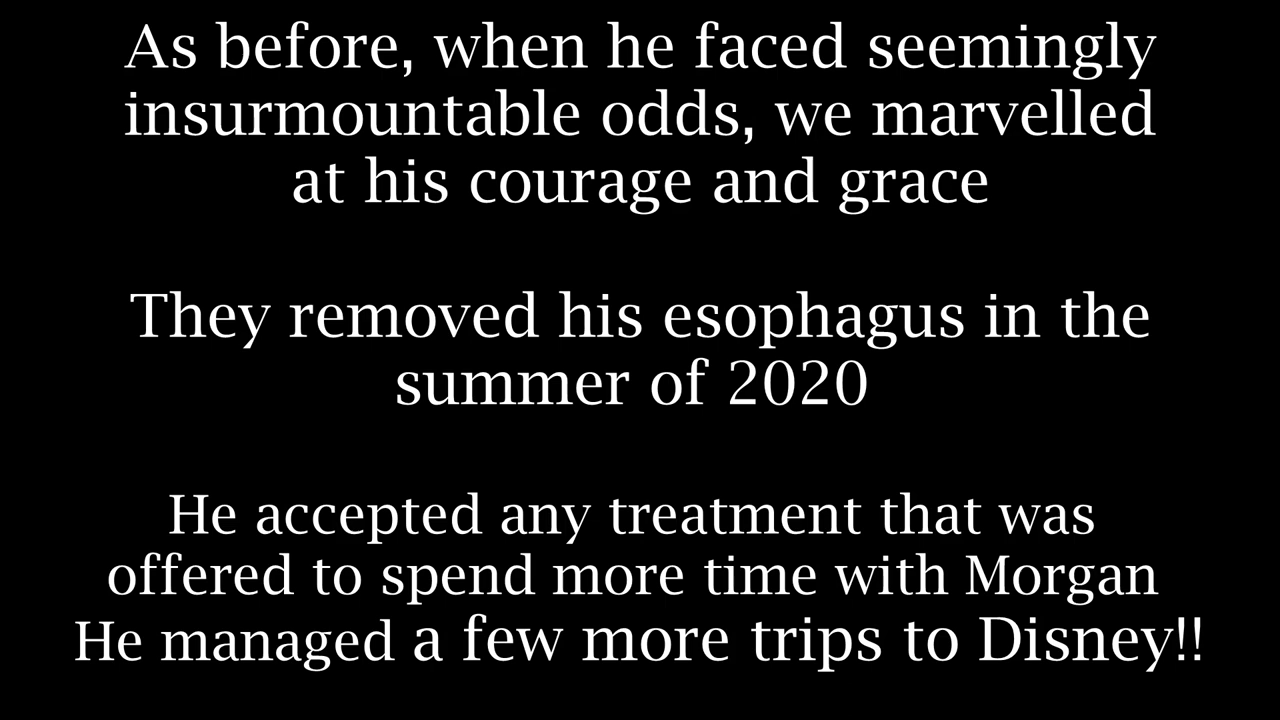 As before, when he faced seemingly
insurmountable odds, we marvelled
at his courage and grace
They removed his esophagus in the
summer of 2020
He accepted any treatment that was
offered to spend more time with Morgan
He managed a few more trips to Disney!!